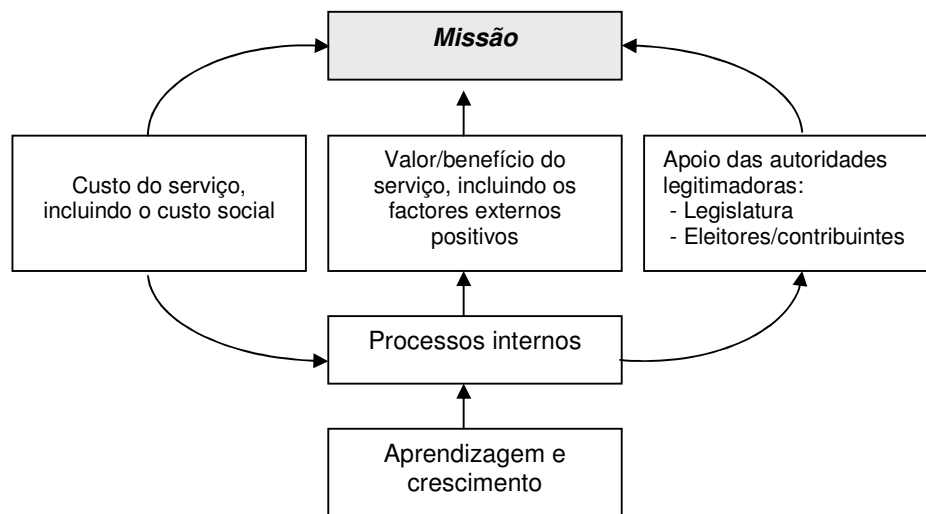 Missão
Custo do serviço,
incluindo o custo social
Valor/benefício do
serviço, incluindo os
factores externos
positivos
Apoio das autoridades
legitimadoras:
- Legislatura
- Eleitores/contribuintes
Processos internos
Aprendizagem e
crescimento